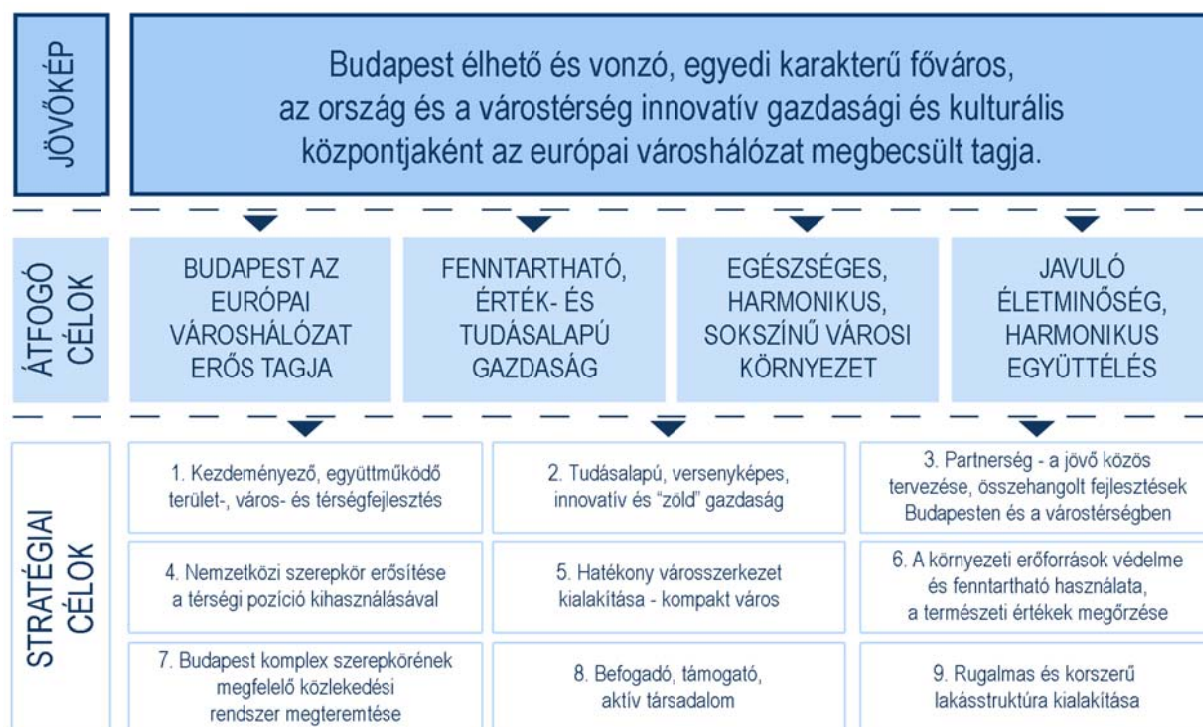 JÖVŐKÉP
Budapest élhető és vonzó, egyedi karakterű főváros,
az ország és a várostérség innovatív gazdasági és kulturális
központjaként az európai városhálózat megbecsült tagja.
ÁTFOGÓ
CÉLOK
BUDAPEST AZ
EURÓPAI
VÁROSHÁLÓZAT
ERŐS TAGJA
FENNTARTHATÓ,
ÉRTÉK- ÉS
TUDÁSALAPÚ
GAZDASÁG
EGÉSZSÉGES,
HARMONIKUS,
SOKSZÍNŰ VÁROSI
KÖRNYEZET
JAVULÓ
ÉLETMINŐSÉG,
HARMONIKUS
EGYÜTTÉLÉS
STRATÉGIAI
CÉLOK
1. Kezdeményező, együttműködő
terület-, város- és térségfejlesztés
2. Tudásalapú, versenyképes,
innovatív és “zöld” gazdaság
3. Partnerség - a jövő közös
tervezése, összehangolt fejlesztések
Budapesten és a várostérségben
4. Nemzetközi szerepkör erősítése
a térségi pozíció kihasználásával
5. Hatékony városszerkezet
kialakítása - kompakt város
6. A környezeti erőforrások védelme
és fenntartható használata,
a természeti értékek megőrzése
7. Budapest komplex szerepkörének
megfelelő közlekedési
rendszer megteremtése
8. Befogadó, támogató,
aktív társadalom
9. Rugalmas és korszerű
lakásstruktúra kialakítása